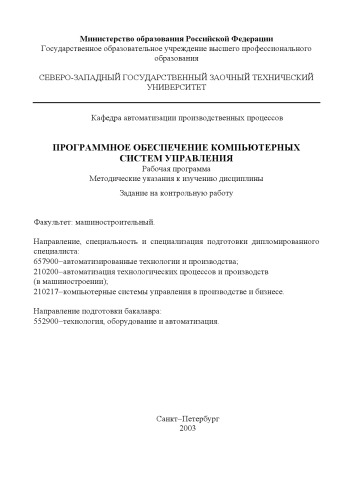 Министерство образования Российской Федерации
Государственное образовательное учреждение высшего профессионального
образования
СЕВЕРО-ЗАПАДНЫЙ ГОСУДАРСТВЕННЫЙ ЗАОЧНЫЙ ТЕХНИЧЕСКИЙ
УНИВЕРСИТЕТ
Кафедра автоматизации производственных процессов
ПРОГРАММНОЕ ОБЕСПЕЧЕНИЕ КОМПЬЮТЕРНЫХ
СИСТЕМ УПРАВЛЕНИЯ
Рабочая программа
Методические указания к изучению дисциплины
Задание на контрольную работу
Факультет: машиностроительный.
Направление, специальность и специализация подготовки дипломированного
специалиста:
657900–автоматизированные технологии и производства;
210200–автоматизация технологических процессов и производств
(в машиностроении);
210217–компьютерные системы управления в производстве и бизнесе.
Направление подготовки бакалавра:
552900–технология, оборудование и автоматизация.
Санкт–Петербург
2003